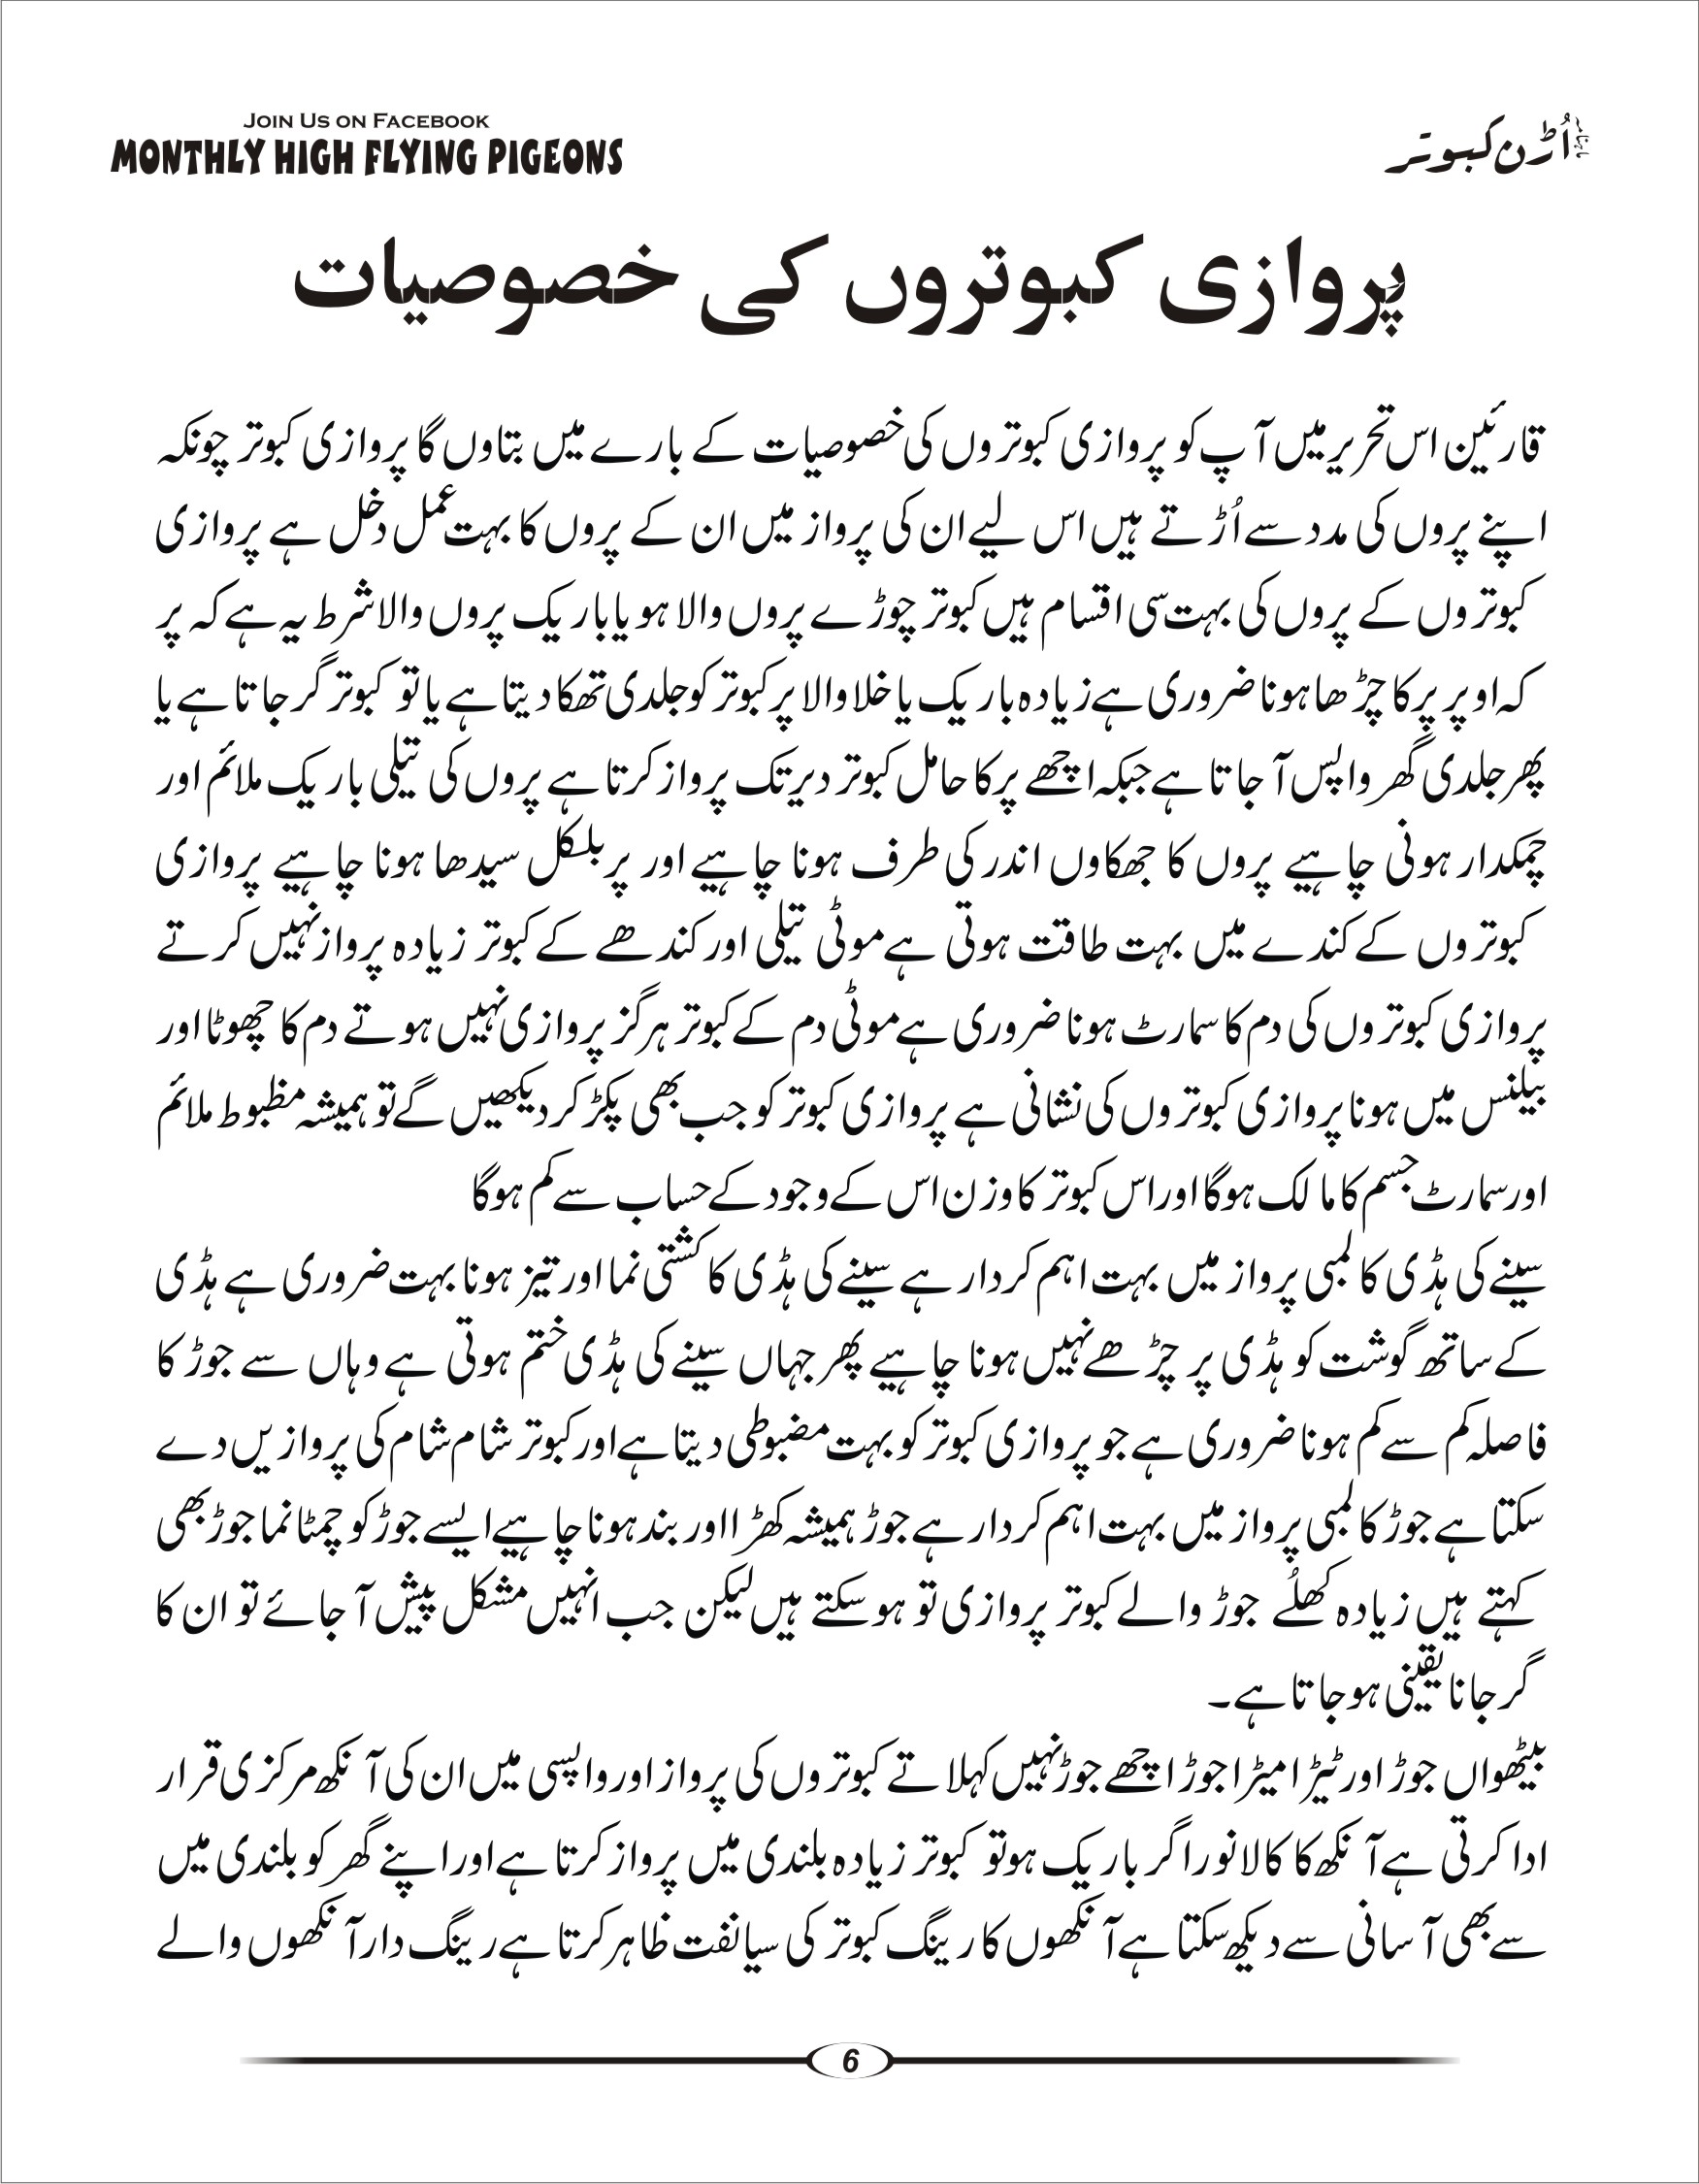 JOIN US ON FACEBOOK
MONTHLY HIGH FLYING PIGEONS
ماہنامہ اُڑن کبوتر
پروازی کبوتروں کی خصوصیات
قارئین اس تحریر میں آپ کو پروازی کبوتروں کی خصوصیات کے بارے میں بتاوں گا پروازی کبوتر چونکہ
اپنے پروں کی مدد سے اُڑتے ہیں اس لیے ان کی پرواز میں ان کے پروں کا بہت عمل دخل ہے پروازی
کبوتروں کے پروں کی بہت سی اقسام ہیں کبوتر چوڑے پروں والا ہو یا باریک پروں والا شرط یہ ہے کہ پر
کہ اوپر پر کا چڑھا ہونا ضروری ہے زیادہ باریک یا خلا والا پر کبوتر کو جلدی تھکا دیتا ہے یا تو کبوتر گر جاتا ہے یا
پھر جلدی گھر واپس آ جاتا ہے جبکہ اچھے پر کا حامل کبوتر دیر تک پرواز کرتا ہے پروں کی تیلی باریک ملائم اور
چمکدار ہونی چاہیے پروں کا جھکاوں اندر کی طرف ہونا چاہیے اور پر بلکل سیدھا ہونا چاہیے پروازی
کبوتروں کے کندے میں بہت طاقت ہوتی ہے موٹی تیلی اور کندھے کے کبوتر زیادہ پرواز نہیں کرتے
پروازی کبوتروں کی دم کا سمارٹ ہونا ضروری ہے موٹی دم کے کبوتر ہرگز پروازی نہیں ہوتے دم کا چھوٹا اور
بیلنس میں ہونا پروازی کبوتروں کی نشانی ہے پروازی کبوتر کو جب بھی پکڑ کر دیکھیں گے تو ہمیشہ مظبوط ملائم
اور سمارٹ جسم کا مالک ہوگا اور اس کبوتر کا وزن اس کے وجود کے حساب سے کم ہوگا
سینے کی ہڈی کا لمبی پرواز میں بہت اہم کردار ہے سینے کی ہڈی کا کشتی نما اور تیز ہونا بہت ضروری ہے ہڈی
کے ساتھ گوشت کو ہڈی پر چڑھے نہیں ہونا چاہیے پھر جہاں سینے کی ہڈی ختم ہوتی ہے وہاں سے جوڑ کا
فاصلہ کم سے کم ہونا ضروری ہے جو پروازی کبوتر کو بہت مضبوطی دیتا ہے اور کبوتر شام شام کی پروازیں دے
سکتا ہے جوڑ کا لمبی پرواز میں بہت اہم کردار ہے جوڑ ہمیشہ کھڑا اور بند ہونا چاہیے ایسے جوڑ کو چمٹا نما جوڑ بھی
کہتے ہیں زیادہ کھلُے جوڑ والے کبوتر پروازی تو ہو سکتے ہیں لیکن جب انہیں مشکل پیش آ جائے تو ان کا
گر جانا یقینی ہو جاتا ہے۔
بیٹھواں جوڑ اور ٹیڑا میڑا جوڑ اچھے جوڑ نہیں کہلاتے کبوتروں کی پرواز اور واپسی میں ان کی آنکھ مرکزی قرار
ادا کرتی ہے آنکھ کا کالا نور اگر باریک ہو تو کبوتر زیادہ بلندی میں پرواز کرتا ہے اور اپنے گھر کو بلندی میں
سے بھی آسانی سے دیکھ سکتا ہے آنکھوں کا رینگ کبوتر کی سیانفت ظاہر کرتا ہے رینگ دار آنکھوں والے
6